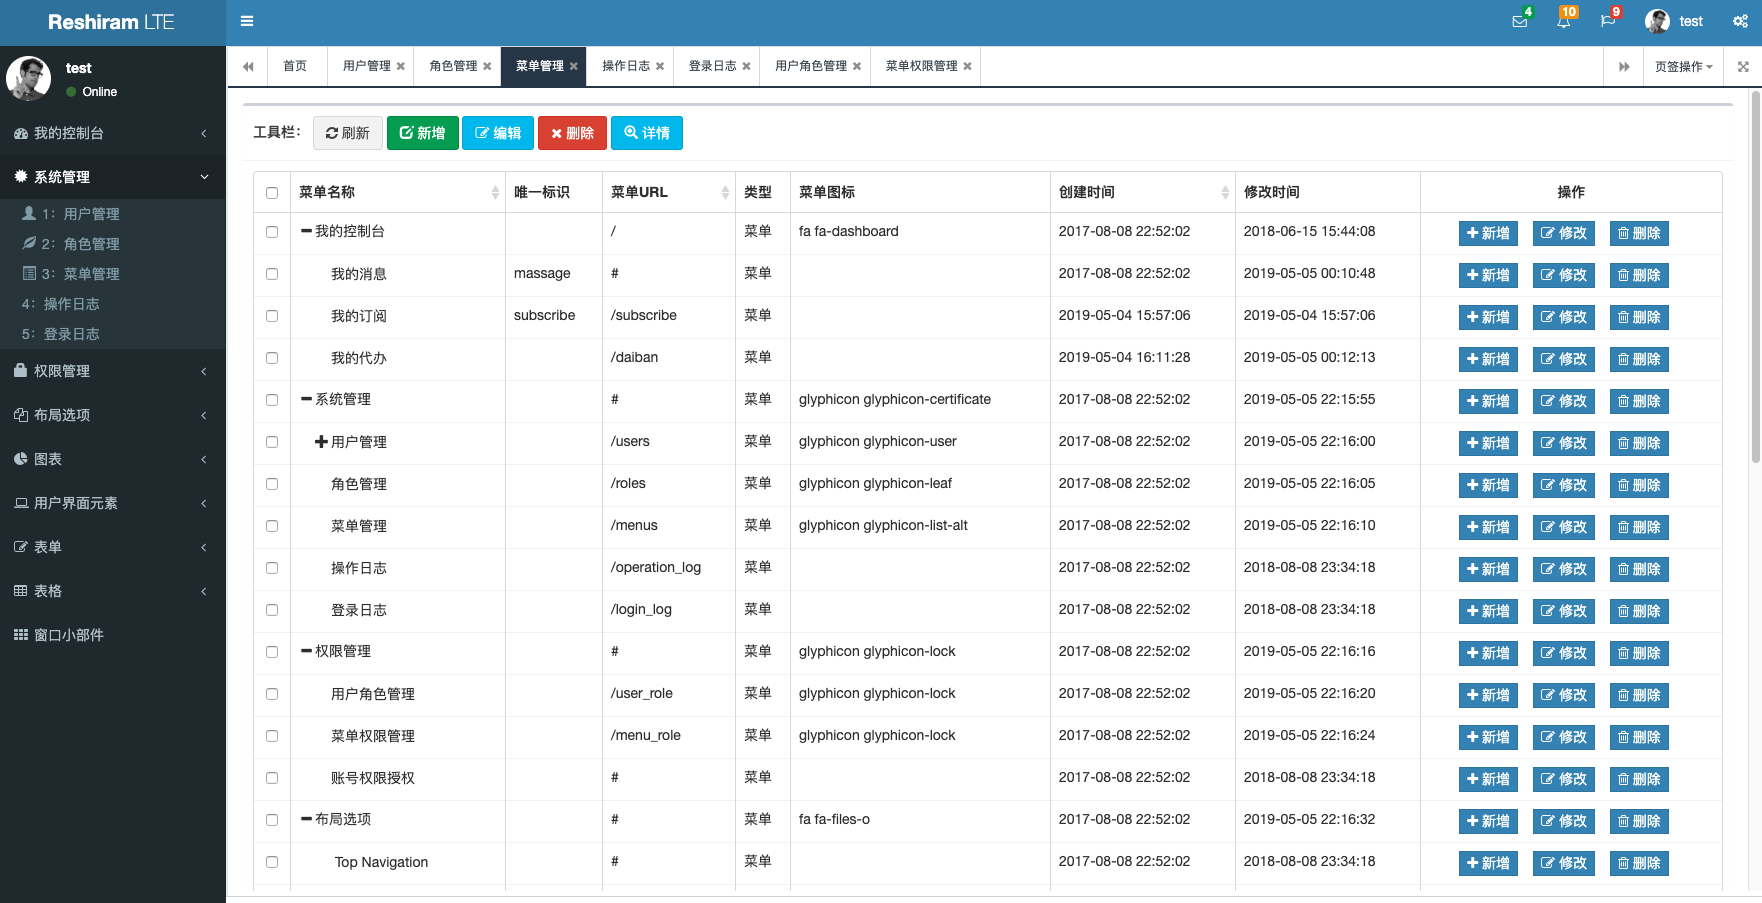 Reshiram LTE
4 10 9 test
test
Online
我的控制台
系统管理
1：用户管理
2：角色管理
3：菜单管理
4：操作日志
5：登录日志
权限管理
布局选项
图表
用户界面元素
表单
表格
窗口小部件
首页 用户管理 角色管理 菜单管理 操作日志 登录日志 用户角色管理 菜单权限管理 页签操作
工具栏： 刷新 新增 编辑 删除 详情
菜单名称 唯一标识 菜单URL 类型 菜单图标 创建时间 修改时间 操作
我的控制台 / 菜单 fa fa-dashboard 2017-08-08 22:52:02 2018-06-15 15:44:08 新增 修改 删除
我的消息 massage # 菜单 2017-08-08 22:52:02 2019-05-05 00:10:48 新增 修改 删除
我的订阅 subscribe /subscribe 菜单 2019-05-04 15:57:06 2019-05-04 15:57:06 新增 修改 删除
我的代办 /daiban 菜单 2019-05-04 16:11:28 2019-05-05 00:12:13 新增 修改 删除
系统管理 # 菜单 glyphicon glyphicon-certificate 2017-08-08 22:52:02 2019-05-05 22:15:55 新增 修改 删除
用户管理 /users 菜单 glyphicon glyphicon-user 2017-08-08 22:52:02 2019-05-05 22:16:00 新增 修改 删除
角色管理 /roles 菜单 glyphicon glyphicon-leaf 2017-08-08 22:52:02 2019-05-05 22:16:05 新增 修改 删除
菜单管理 /menus 菜单 glyphicon glyphicon-list-alt 2017-08-08 22:52:02 2019-05-05 22:16:10 新增 修改 删除
操作日志 /operation_log 菜单 2017-08-08 22:52:02 2018-08-08 23:34:18 新增 修改 删除
登录日志 /login_log 菜单 2017-08-08 22:52:02 2018-08-08 23:34:18 新增 修改 删除
权限管理 # 菜单 glyphicon glyphicon-lock 2017-08-08 22:52:02 2019-05-05 22:16:16 新增 修改 删除
用户角色管理 /user_role 菜单 glyphicon glyphicon-lock 2017-08-08 22:52:02 2019-05-05 22:16:20 新增 修改 删除
菜单权限管理 /menu_role 菜单 glyphicon glyphicon-lock 2017-08-08 22:52:02 2019-05-05 22:16:24 新增 修改 删除
账号权限授权 # 菜单 2017-08-08 22:52:02 2018-08-08 23:34:18 新增 修改 删除
布局选项 # 菜单 fa fa-files-o 2017-08-08 22:52:02 2019-05-05 22:16:32 新增 修改 删除
Top Navigation # 菜单 2017-08-08 22:52:02 2018-08-08 23:34:18 新增 修改 删除